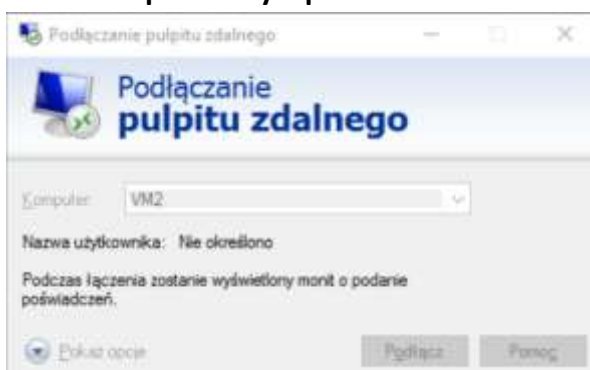 Podłączanie pulpitu zdalnego
Podłączanie
pulpitu zdalnego
Komputer: VM2
Nazwa użytkownika: Nie określono
Podczas łączenia zostanie wyświetlony monit o podanie
poświadczeń.
Pokaż opcje Podłącz Pomoc